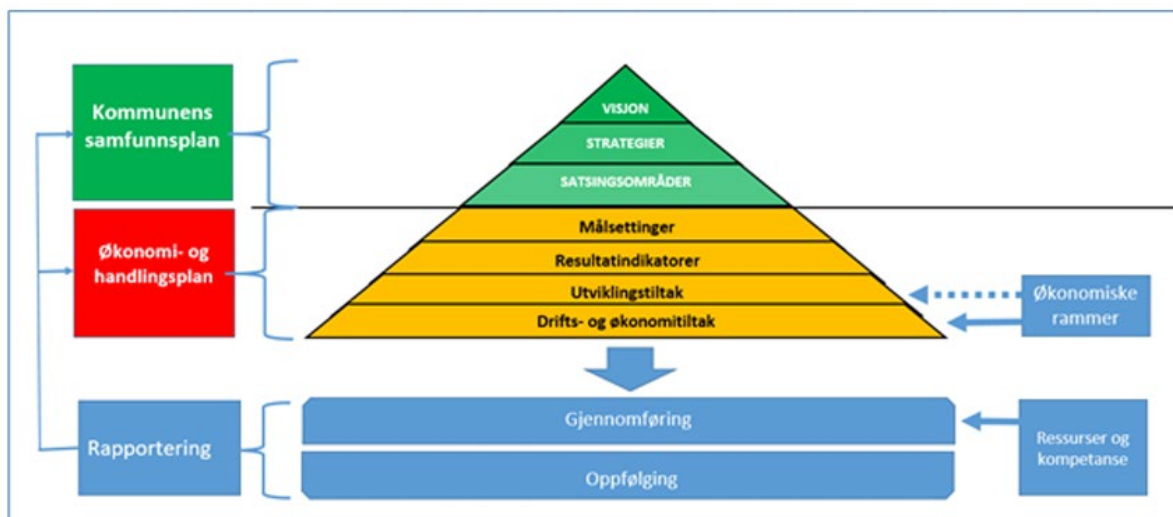 Kommunens
samfunnsplan
VISJON
STRATEGIER
SATSINGSOMRÅDER
Økonomi- og
handlingsplan
Målsettinger
Resultatindikatorer
Utviklingstiltak
Drifts- og økonomitiltak
Økonomiske
rammer
Rapportering
Gjennomføring
Oppfølging
Ressurser og
kompetanse